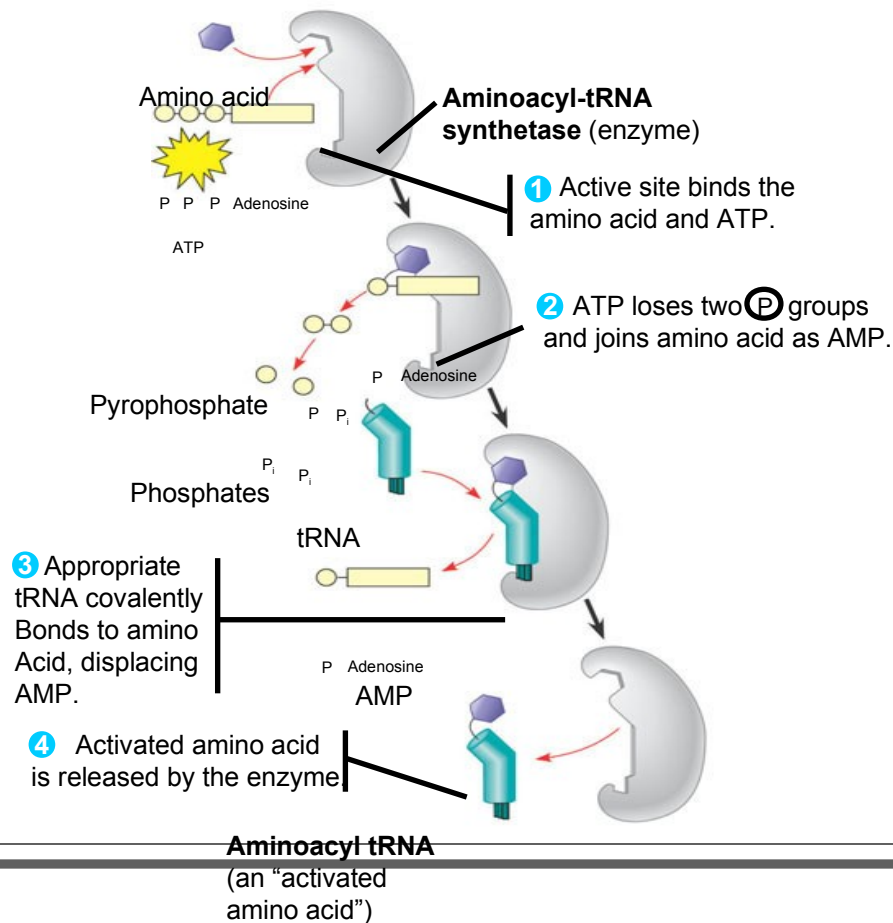 Amino acid
Aminoacyl-tRNA
synthetase (enzyme)
P P P Adenosine
ATP
1 Active site binds the
amino acid and ATP.
2 ATP loses two P groups
and joins amino acid as AMP.
P Adenosine
Pyrophosphate
P Pi
Pi Pi
Phosphates
tRNA
3 Appropriate
tRNA covalently
Bonds to amino
Acid, displacing
AMP.
P Adenosine
AMP
4 Activated amino acid
is released by the enzyme.
Aminoacyl tRNA
(an “activated
amino acid”)